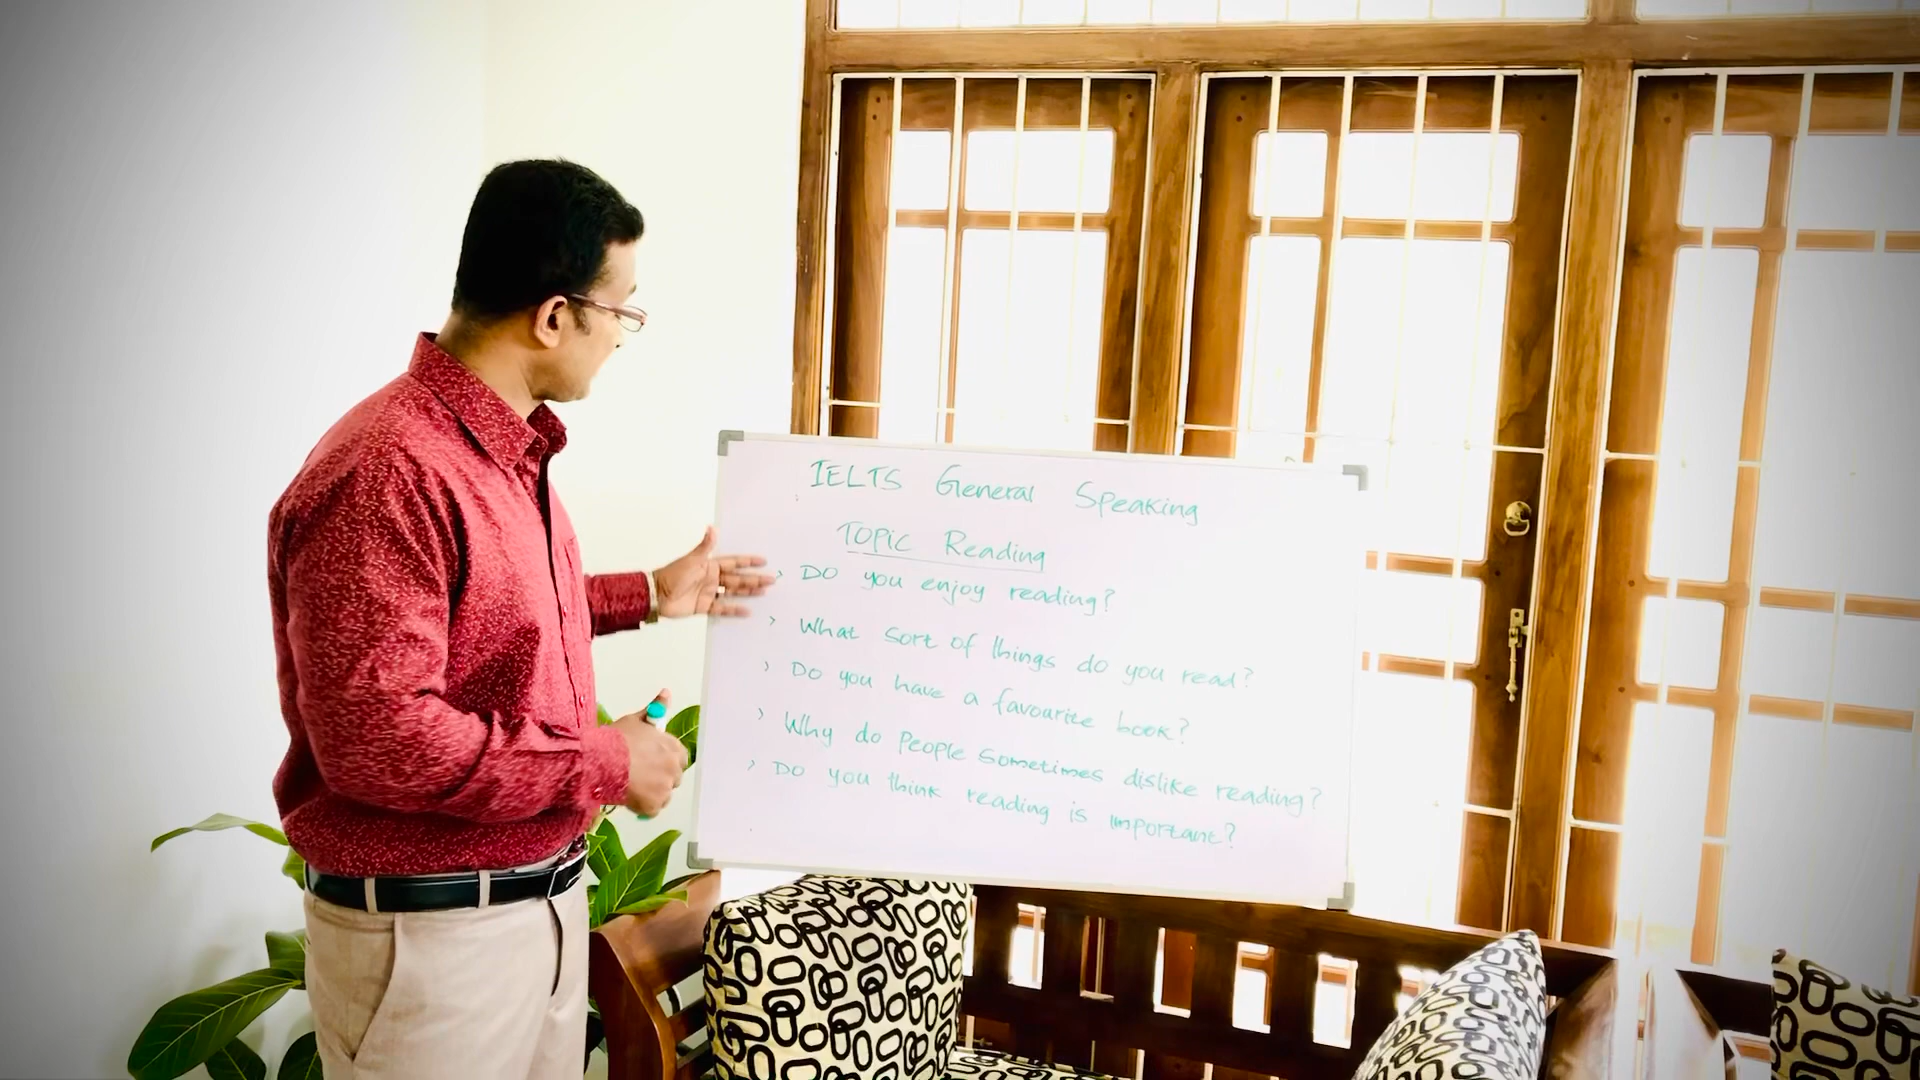 IELTS General Speaking
Topic Reading
> Do you enjoy reading?
> What sort of things do you read?
> Do you have a favourite book?
> Why do people sometimes dislike reading?
> Do you think reading is important?